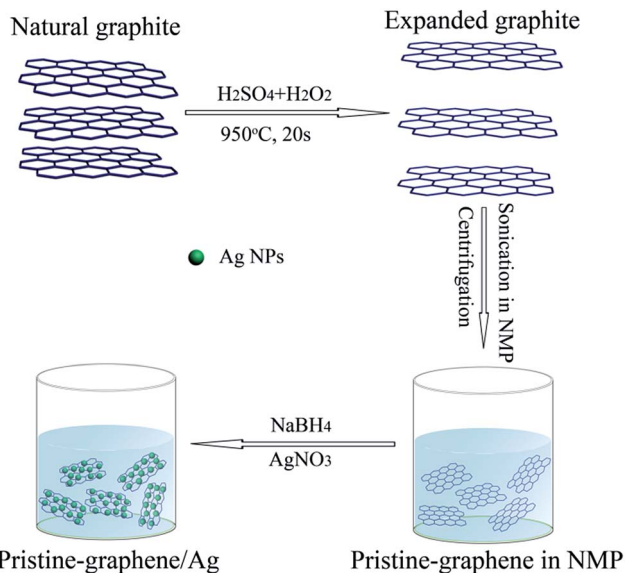 Natural graphite
Expanded graphite
H2SO4+H2O2
950°C, 20s
Sonication in NMP
Centrifugation
Ag NPs
NaBH4
AgNO3
Pristine-graphene/Ag
Pristine-graphene in NMP